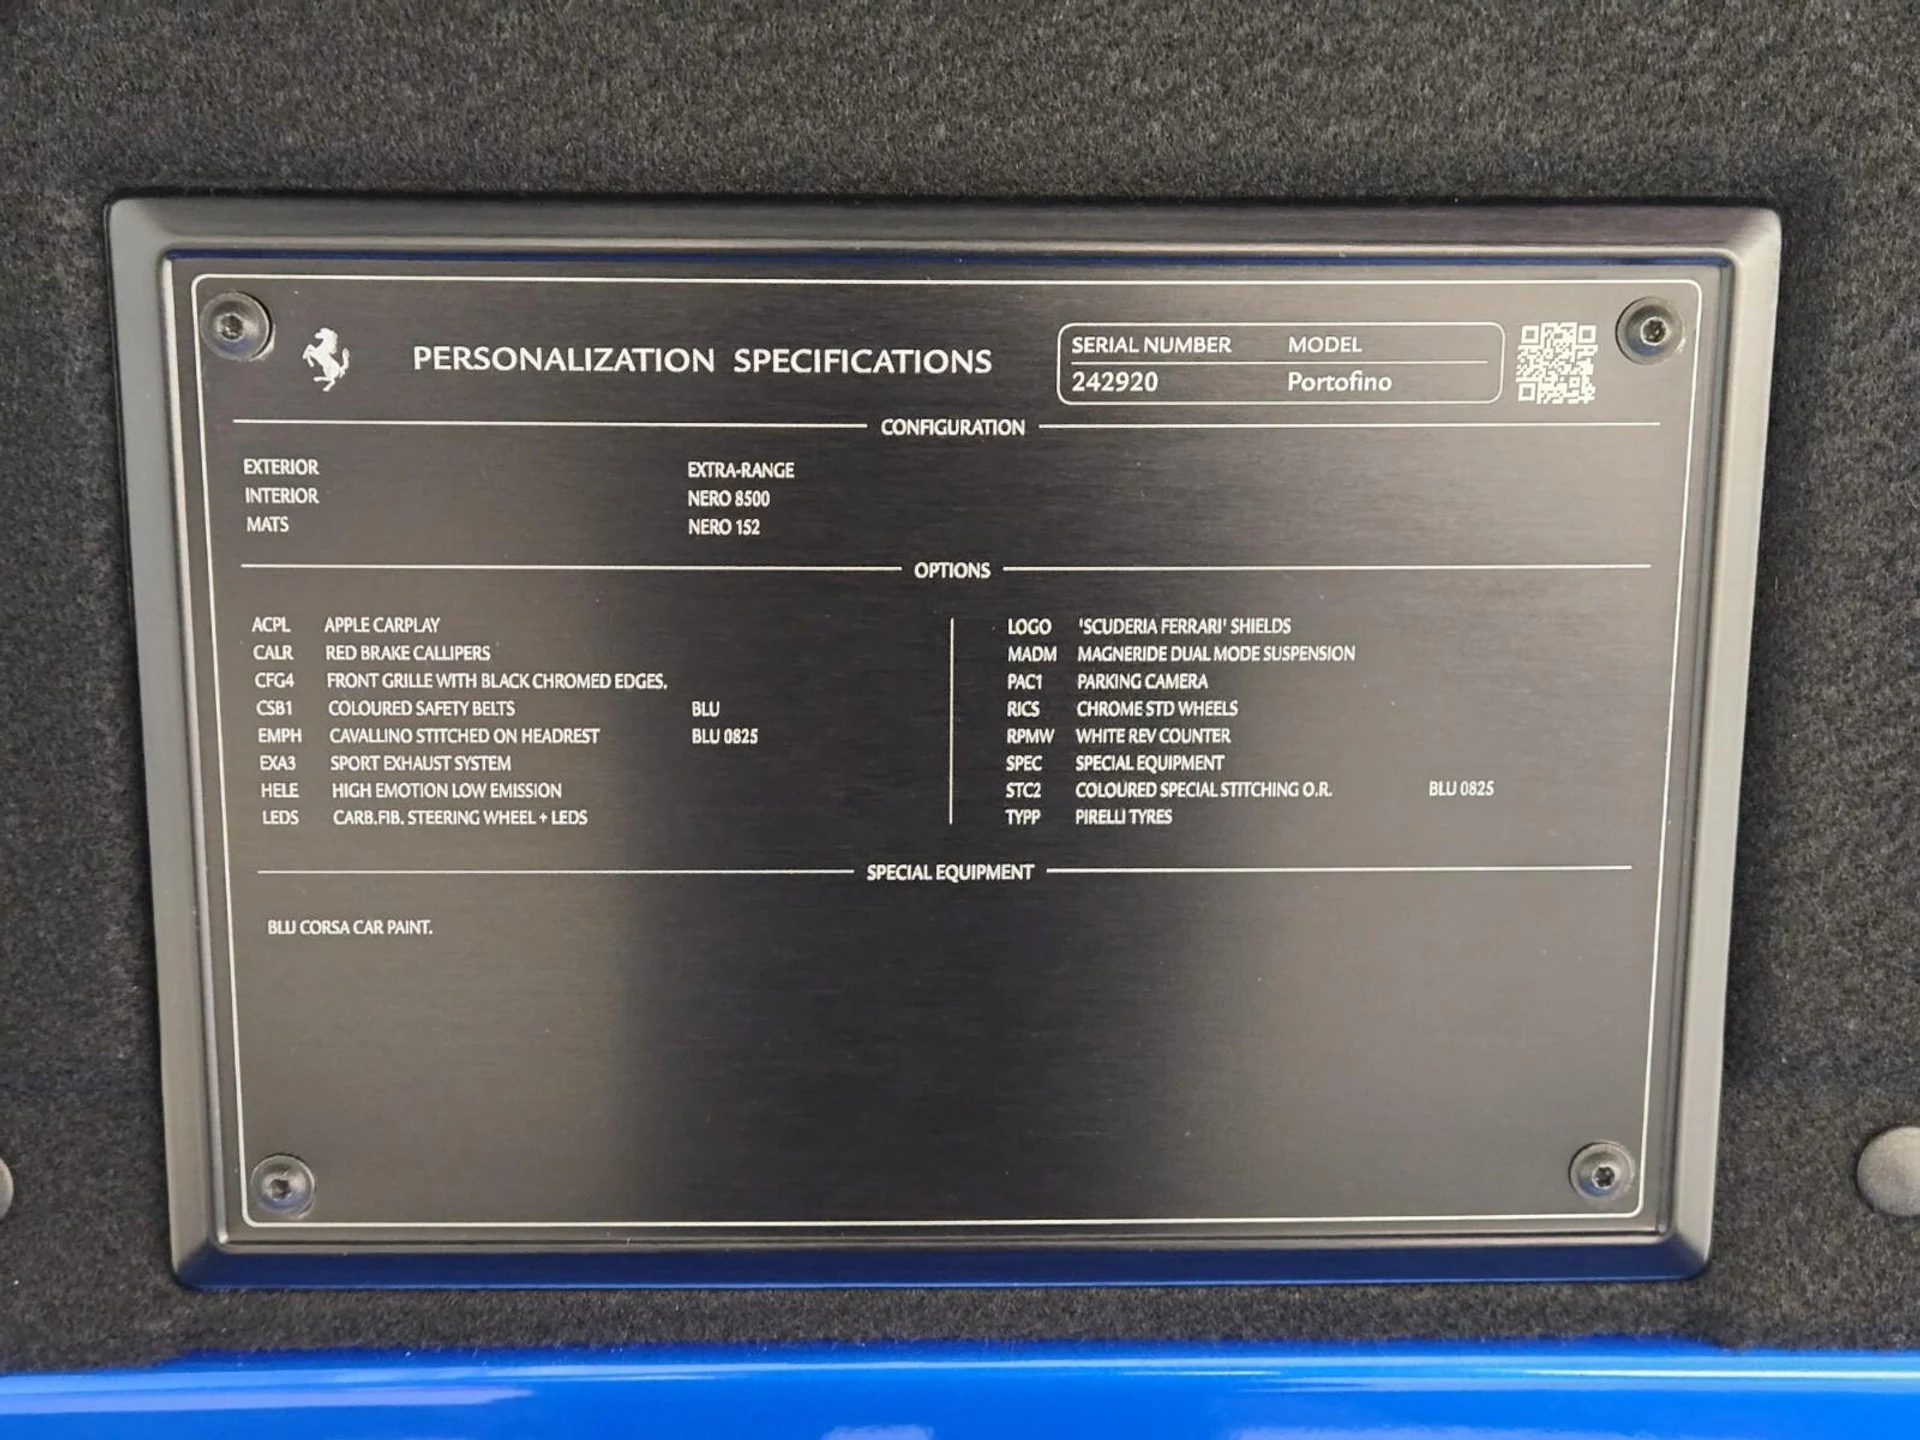 PERSONALIZATION SPECIFICATIONS
SERIAL NUMBER MODEL
242920 Portofino
CONFIGURATION
EXTERIOR EXTRA-RANGE
INTERIOR NERO 8500
MATS NERO 152
OPTIONS
ACPL APPLE CARPLAY
CALR RED BRAKE CALLIPERS
CFG4 FRONT GRILLE WITH BLACK CHROMED EDGES.
CSB1 COLOURED SAFETY BELTS BLU
EMPH CAVALLINO STITCHED ON HEADREST BLU 0825
EXA3 SPORT EXHAUST SYSTEM
HELE HIGH EMOTION LOW EMISSION
LEDS CARB.FIB. STEERING WHEEL + LEDS
LOGO 'SCUDERIA FERRARI' SHIELDS
MADM MAGNERIDE DUAL MODE SUSPENSION
PAC1 PARKING CAMERA
RICS CHROME STD WHEELS
RPMW WHITE REV COUNTER
SPEC SPECIAL EQUIPMENT
STC2 COLOURED SPECIAL STITCHING O.R. BLU 0825
TYPP PIRELLI TYRES
SPECIAL EQUIPMENT
BLU CORSA CAR PAINT.